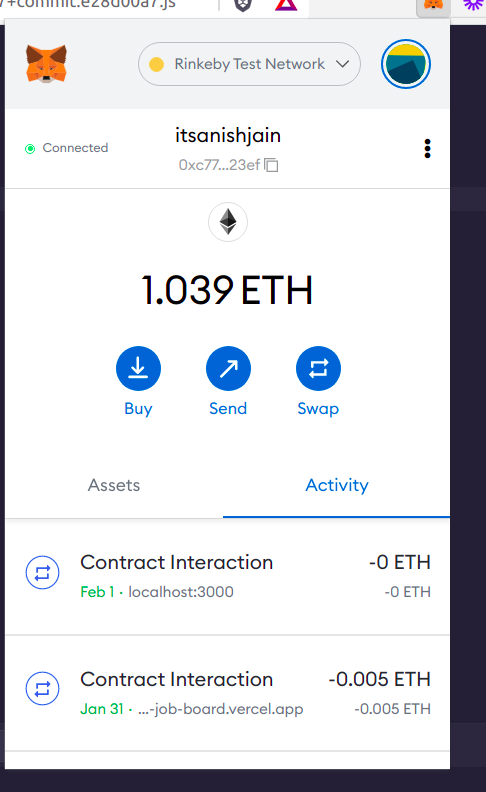 7+commit.e28d00a7.js
Rinkeby Test Network
Connected
itsanishjain
0xc77...23ef
1.039 ETH
Buy Send Swap
Assets Activity
Contract Interaction -0 ETH
Feb 1 · localhost:3000 -0 ETH
Contract Interaction -0.005 ETH
Jan 31 · ...-job-board.vercel.app -0.005 ETH